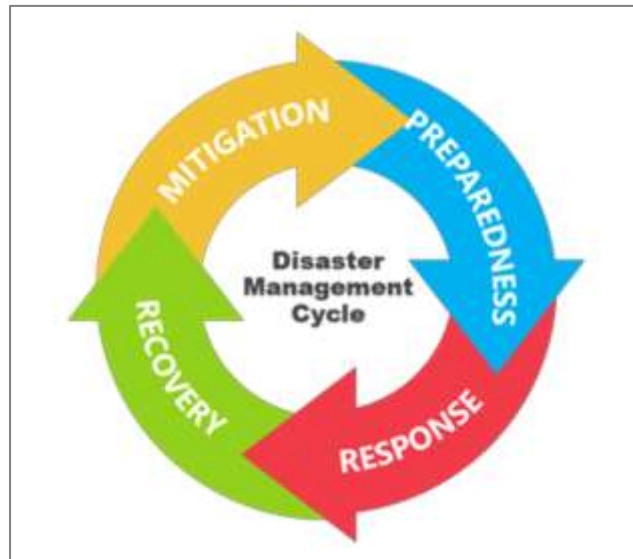 MITIGATION
PREPAREDNESS
Disaster
Management
Cycle
RECOVERY
RESPONSE